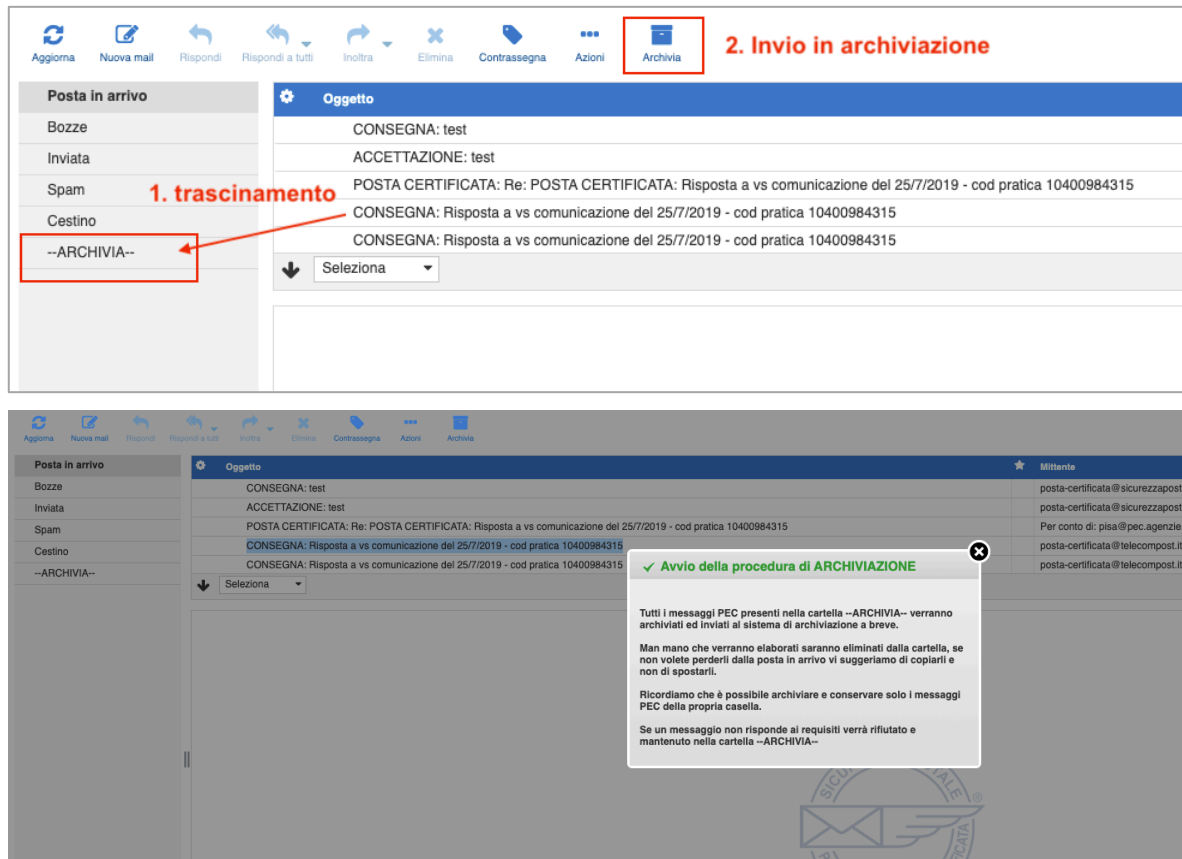 Aggiorna Nuova mail Rispondi Rispondi a tutti Inoltra Elimina Contrassegna Azioni Archivia
2. Invio in archiviazione
Posta in arrivo
Bozze
Inviata
Spam
Cestino
--ARCHIVIA--
1. trascinamento
Oggetto
CONSEGNA: test
ACCETTAZIONE: test
POSTA CERTIFICATA: Re: POSTA CERTIFICATA: Risposta a vs comunicazione del 25/7/2019 - cod pratica 10400984315
CONSEGNA: Risposta a vs comunicazione del 25/7/2019 - cod pratica 10400984315
CONSEGNA: Risposta a vs comunicazione del 25/7/2019 - cod pratica 10400984315
Seleziona
Aggiorna Nuova mail Rispondi Rispondi a tutti Inoltra Elimina Contrassegna Azioni Archivia
Posta in arrivo
Bozze
Inviata
Spam
Cestino
--ARCHIVIA--
Oggetto Mittente
CONSEGNA: test posta-certificata@sicurezzapost
ACCETTAZIONE: test posta-certificata@sicurezzapost
POSTA CERTIFICATA: Re: POSTA CERTIFICATA: Risposta a vs comunicazione del 25/7/2019 - cod pratica 10400984315 Per conto di: pisa@pec.agenzie
CONSEGNA: Risposta a vs comunicazione del 25/7/2019 - cod pratica 10400984315 posta-certificata@telecompost.it
CONSEGNA: Risposta a vs comunicazione del 25/7/2019 - cod pratica 10400984315 posta-certificata@telecompost.it
Seleziona
Avvio della procedura di ARCHIVIAZIONE
Tutti i messaggi PEC presenti nella cartella --ARCHIVIA-- verranno
archiviati ed inviati al sistema di archiviazione a breve.
Man mano che verranno elaborati saranno eliminati dalla cartella, se
non volete perderli dalla posta in arrivo vi suggeriamo di copiarli e
non di spostarli.
Ricordiamo che è possibile archiviare e conservare solo i messaggi
PEC della propria casella.
Se un messaggio non risponde ai requisiti verrà rifiutato e
mantenuto nella cartella --ARCHIVIA--